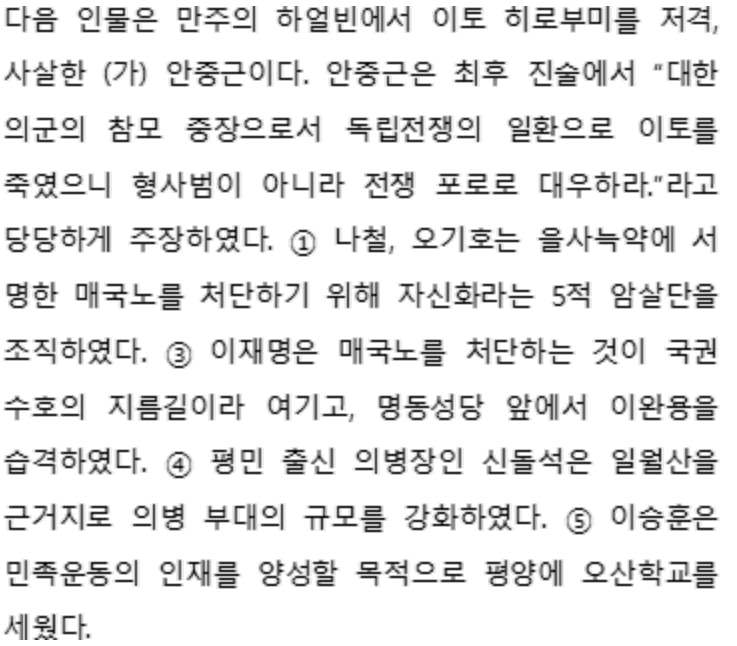 다음 인물은 만주의 하얼빈에서 이토 히로부미를 저격,
사살한 (가) 안중근이다. 안중근은 최후 진술에서 “대한
의군의 참모 중장으로서 독립전쟁의 일환으로 이토를
죽였으니 형사범이 아니라 전쟁 포로로 대우하라.”라고
당당하게 주장하였다. ① 나철, 오기호는 을사늑약에 서
명한 매국노를 처단하기 위해 자신화라는 5적 암살단을
조직하였다. ③ 이재명은 매국노를 처단하는 것이 국권
수호의 지름길이라 여기고, 명동성당 앞에서 이완용을
습격하였다. ④ 평민 출신 의병장인 신돌석은 일월산을
근거지로 의병 부대의 규모를 강화하였다. ⑤ 이승훈은
민족운동의 인재를 양성할 목적으로 평양에 오산학교를
세웠다.